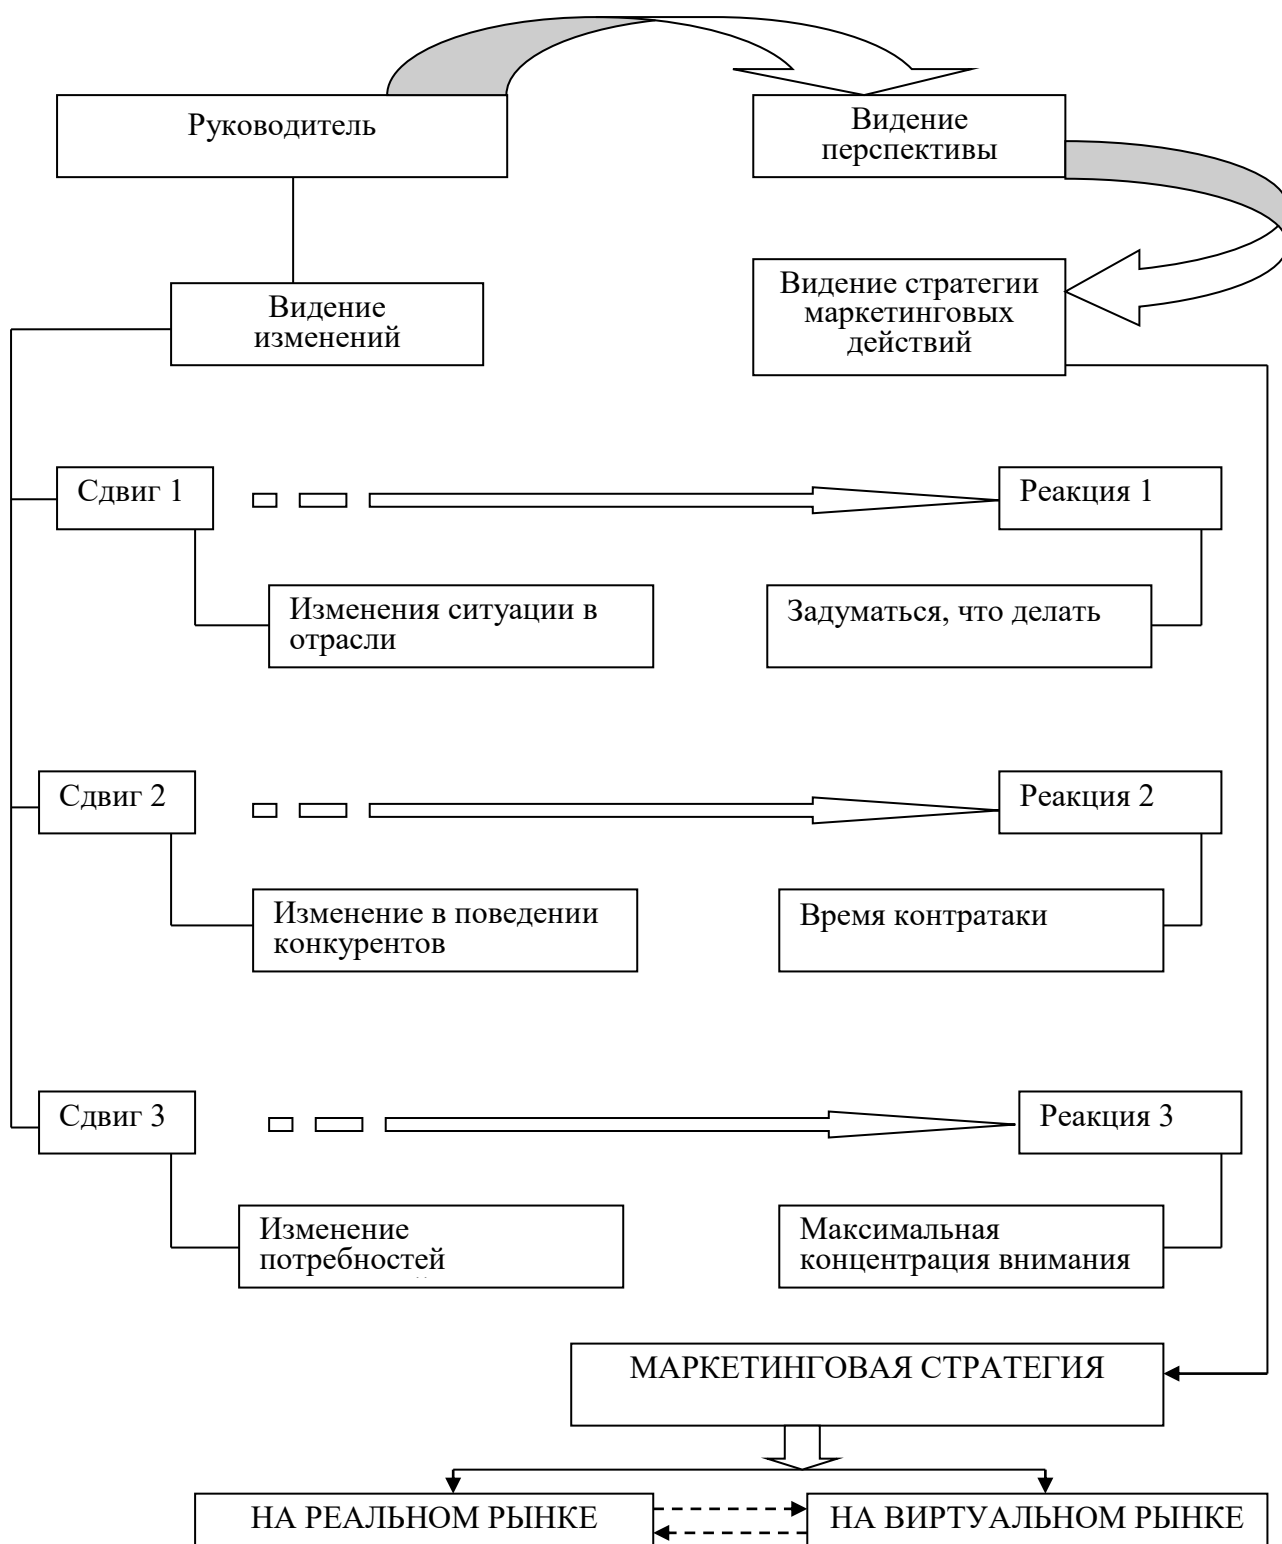 Руководитель
Видение
перспективы
Видение
изменений
Видение стратегии
маркетинговых
действий
Сдвиг 1
Реакция 1
Изменения ситуации в
отрасли
Задуматься, что делать
Сдвиг 2
Реакция 2
Изменение в поведении
конкурентов
Время контратаки
Сдвиг 3
Реакция 3
Изменение
потребностей
Максимальная
концентрация внимания
МАРКЕТИНГОВАЯ СТРАТЕГИЯ
НА РЕАЛЬНОМ РЫНКЕ
НА ВИРТУАЛЬНОМ РЫНКЕ